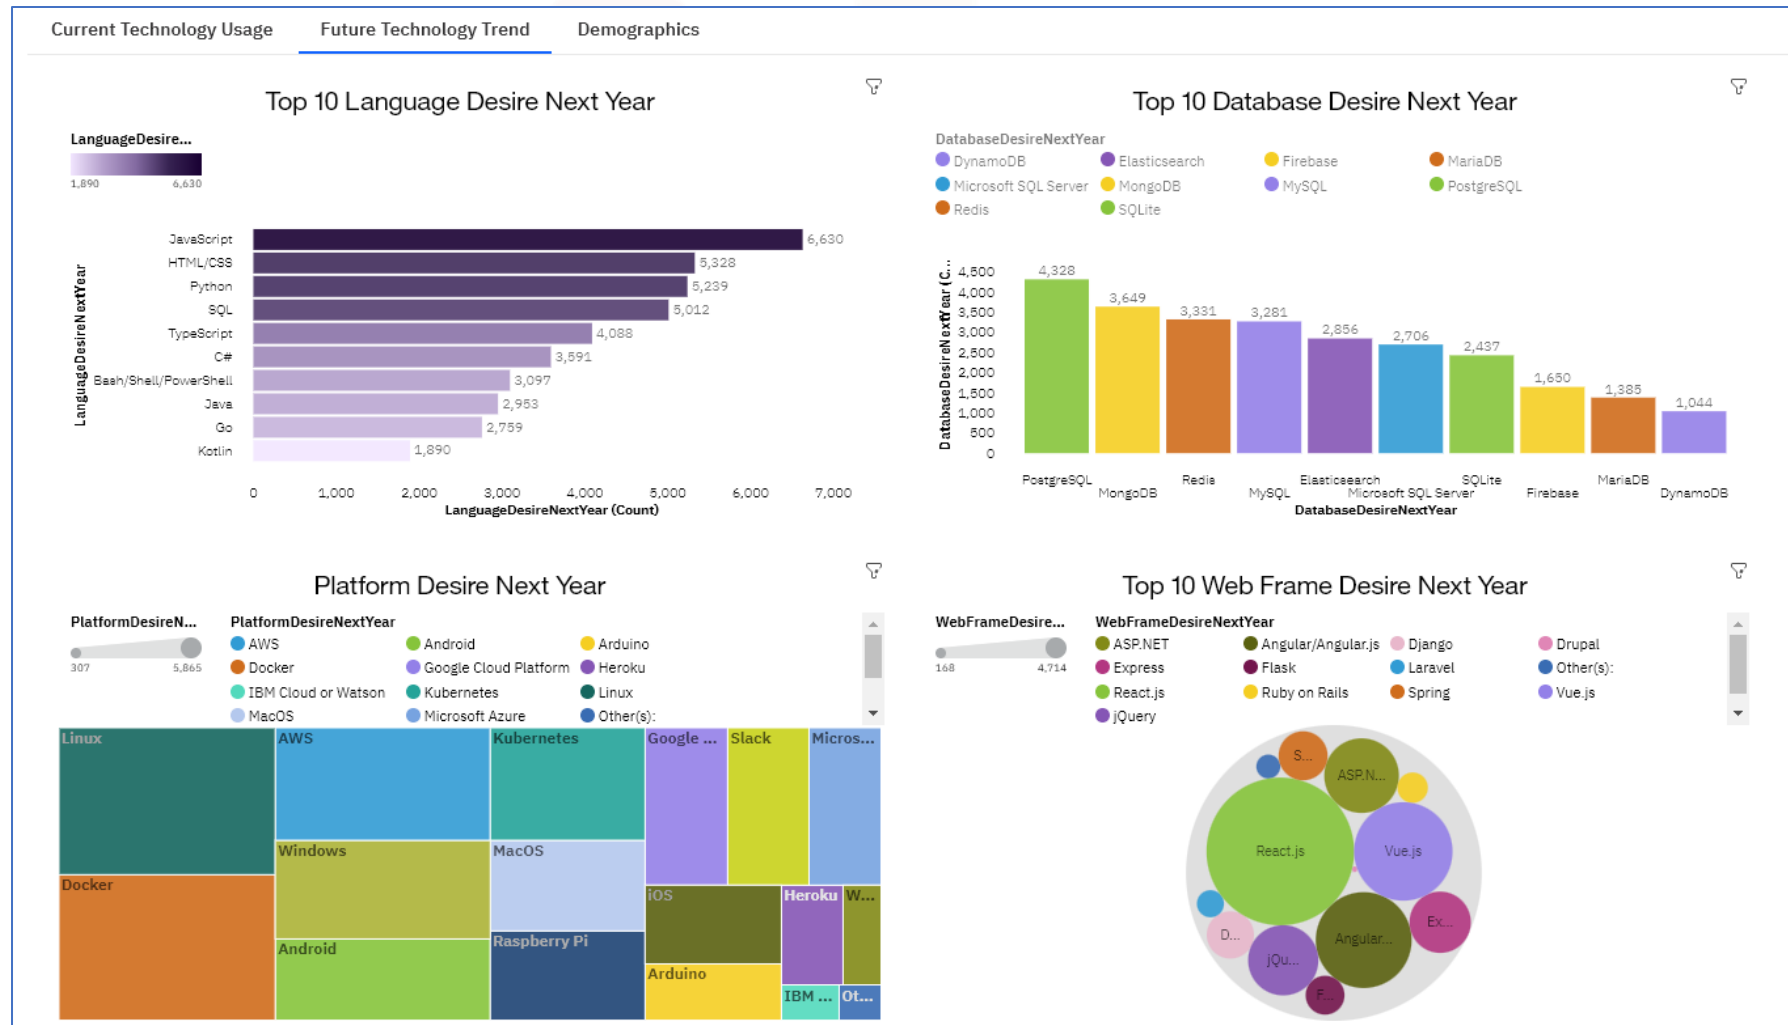 Current Technology Usage
Future Technology Trend
Demographics
Top 10 Language Desire Next Year
LanguageDesire...
1,890 6,630
LanguageDesireNextYear
JavaScript 6,630
HTML/CSS 5,328
Python 5,239
SQL 5,012
TypeScript 4,088
C# 3,591
Bash/Shell/PowerShell 3,097
Java 2,953
Go 2,759
Kotlin 1,890
0 1,000 2,000 3,000 4,000 5,000 6,000 7,000
LanguageDesireNextYear (Count)
Top 10 Database Desire Next Year
DatabaseDesireNextYear
DynamoDB Elasticsearch Firebase MariaDB
Microsoft SQL Server MongoDB MySQL PostgreSQL
Redis SQLite
DatabaseDesireNextYear (C...
4,500
4,000
3,500
3,000
2,500
2,000
1,500
1,000
500
0
4,328 3,649 3,331 3,281 2,856 2,706 2,437 1,650 1,385 1,044
PostgreSQL MongoDB Redis MySQL Elasticsearch Microsoft SQL Server SQLite Firebase MariaDB DynamoDB
DatabaseDesireNextYear
Platform Desire Next Year
PlatformDesireN...
307 5,865
PlatformDesireNextYear
AWS Android Arduino
Docker Google Cloud Platform Heroku
IBM Cloud or Watson Kubernetes Linux
MacOS Microsoft Azure Other(s):
Linux
Docker
AWS
Windows
Android
Kubernetes
MacOS
Raspberry Pi
Google ...
Slack
Micros...
iOS
Arduino
Heroku
W...
IBM ...
Ot...
Top 10 Web Frame Desire Next Year
WebFrameDesire...
168 4,714
WebFrameDesireNextYear
ASP.NET Angular/Angular.js Django Drupal
Express Flask Laravel Other(s):
React.js Ruby on Rails Spring Vue.js
jQuery
S...
ASP.N...
React.js
Vue.js
D...
jQu...
Angular...
Ex...
F...